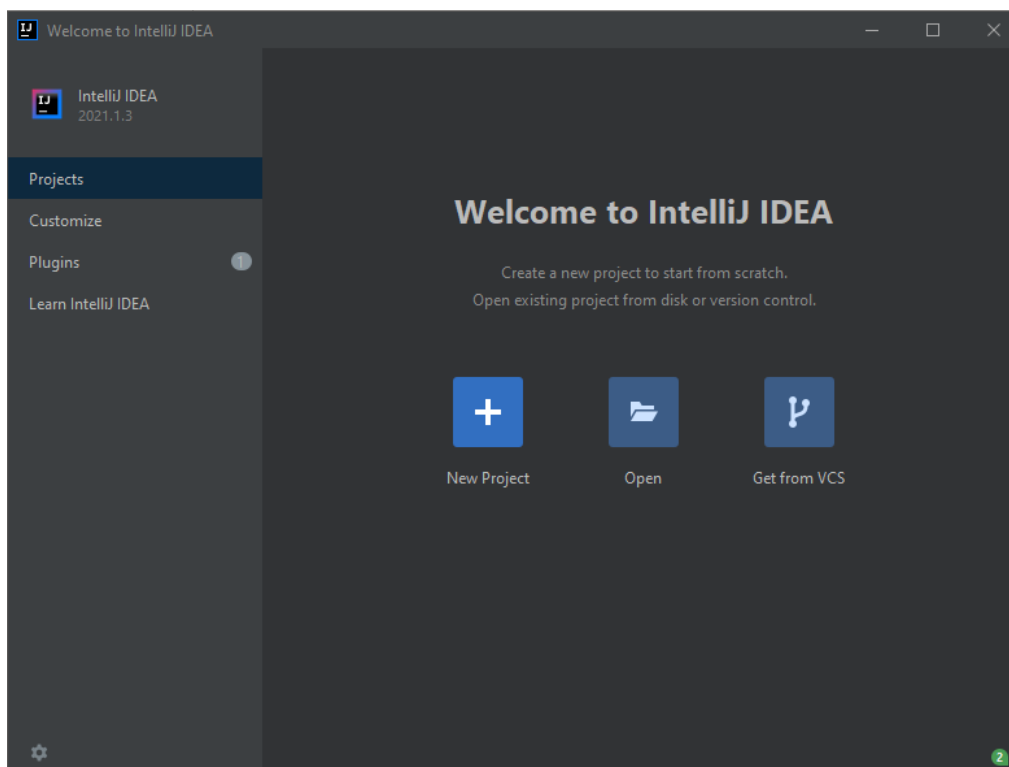 Welcome to IntelliJ IDEA
IntelliJ IDEA
2021.1.3
Projects
Customize
Plugins 1
Learn IntelliJ IDEA
Welcome to IntelliJ IDEA
Create a new project to start from scratch.
Open existing project from disk or version control.
New Project Open Get from VCS
2